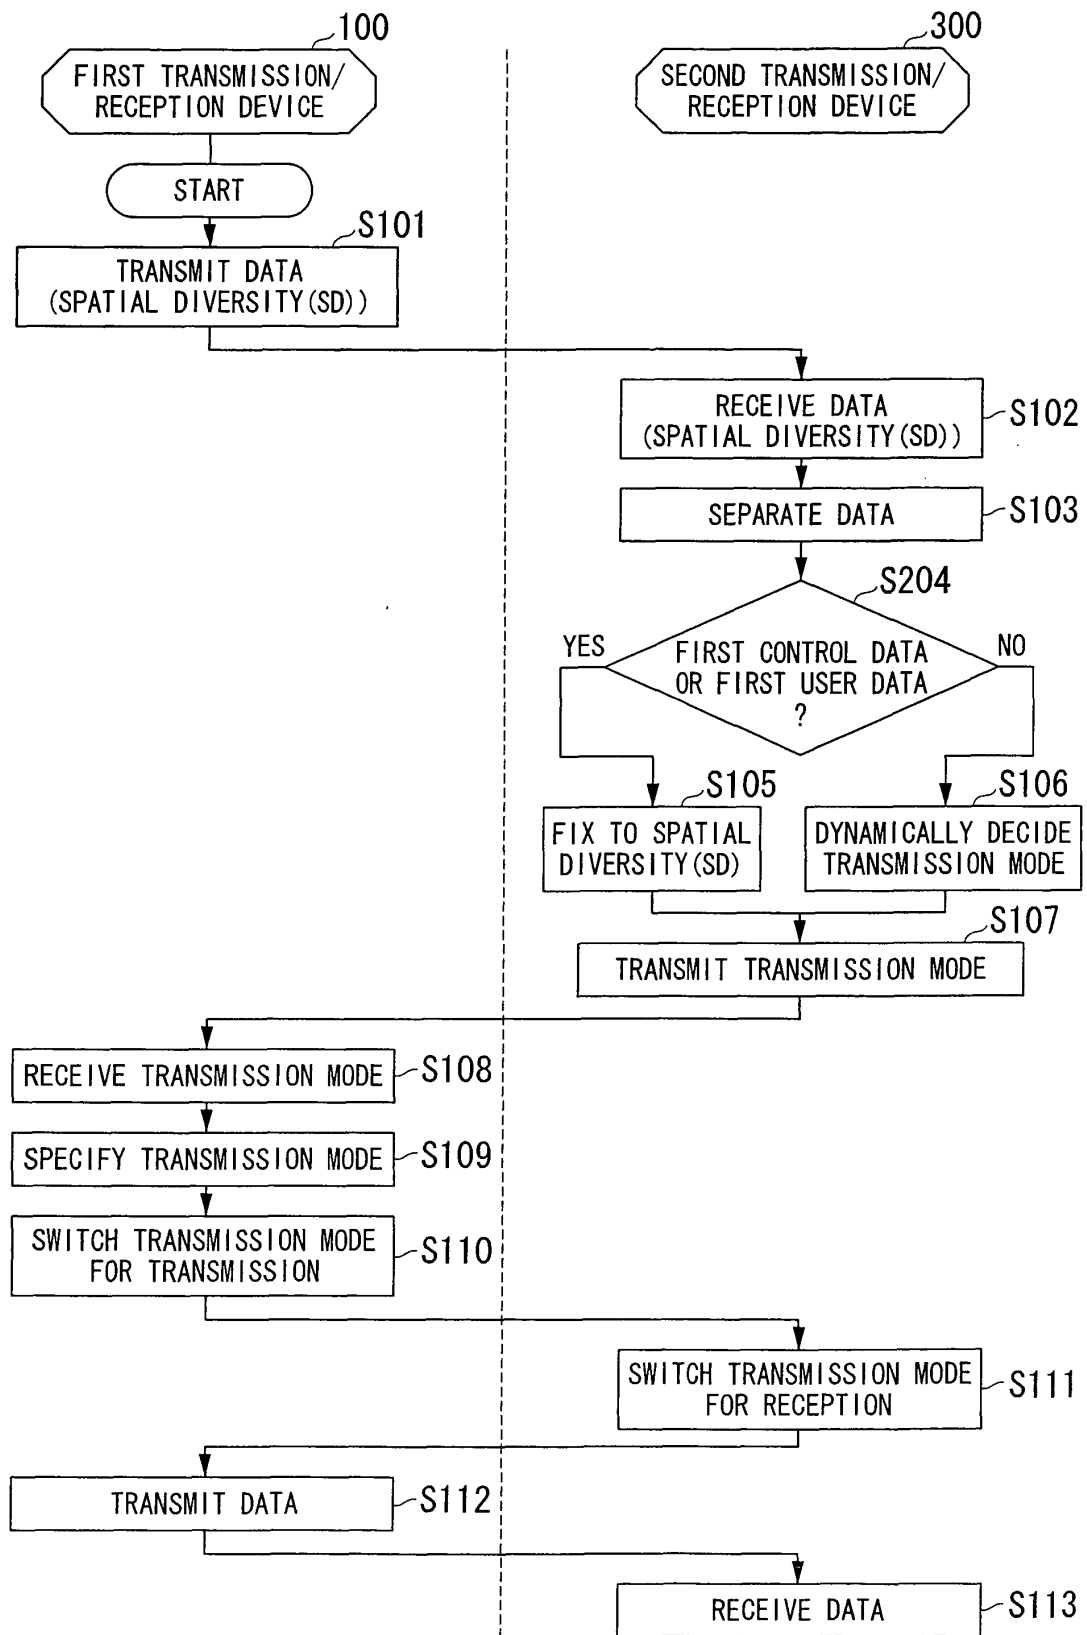 100
FIRST TRANSMISSION/
RECEPTION DEVICE
300
SECOND TRANSMISSION/
RECEPTION DEVICE
START
S101
TRANSMIT DATA
(SPATIAL DIVERSITY(SD))
RECEIVE DATA
(SPATIAL DIVERSITY(SD))
S102
SEPARATE DATA
S103
S204
YES
FIRST CONTROL DATA
OR FIRST USER DATA
?
NO
S105
FIX TO SPATIAL
DIVERSITY(SD)
S106
DYNAMICALLY DECIDE
TRANSMISSION MODE
S107
TRANSMIT TRANSMISSION MODE
RECEIVE TRANSMISSION MODE
S108
SPECIFY TRANSMISSION MODE
S109
SWITCH TRANSMISSION MODE
FOR TRANSMISSION
S110
SWITCH TRANSMISSION MODE
FOR RECEPTION
S111
TRANSMIT DATA
S112
RECEIVE DATA
S113